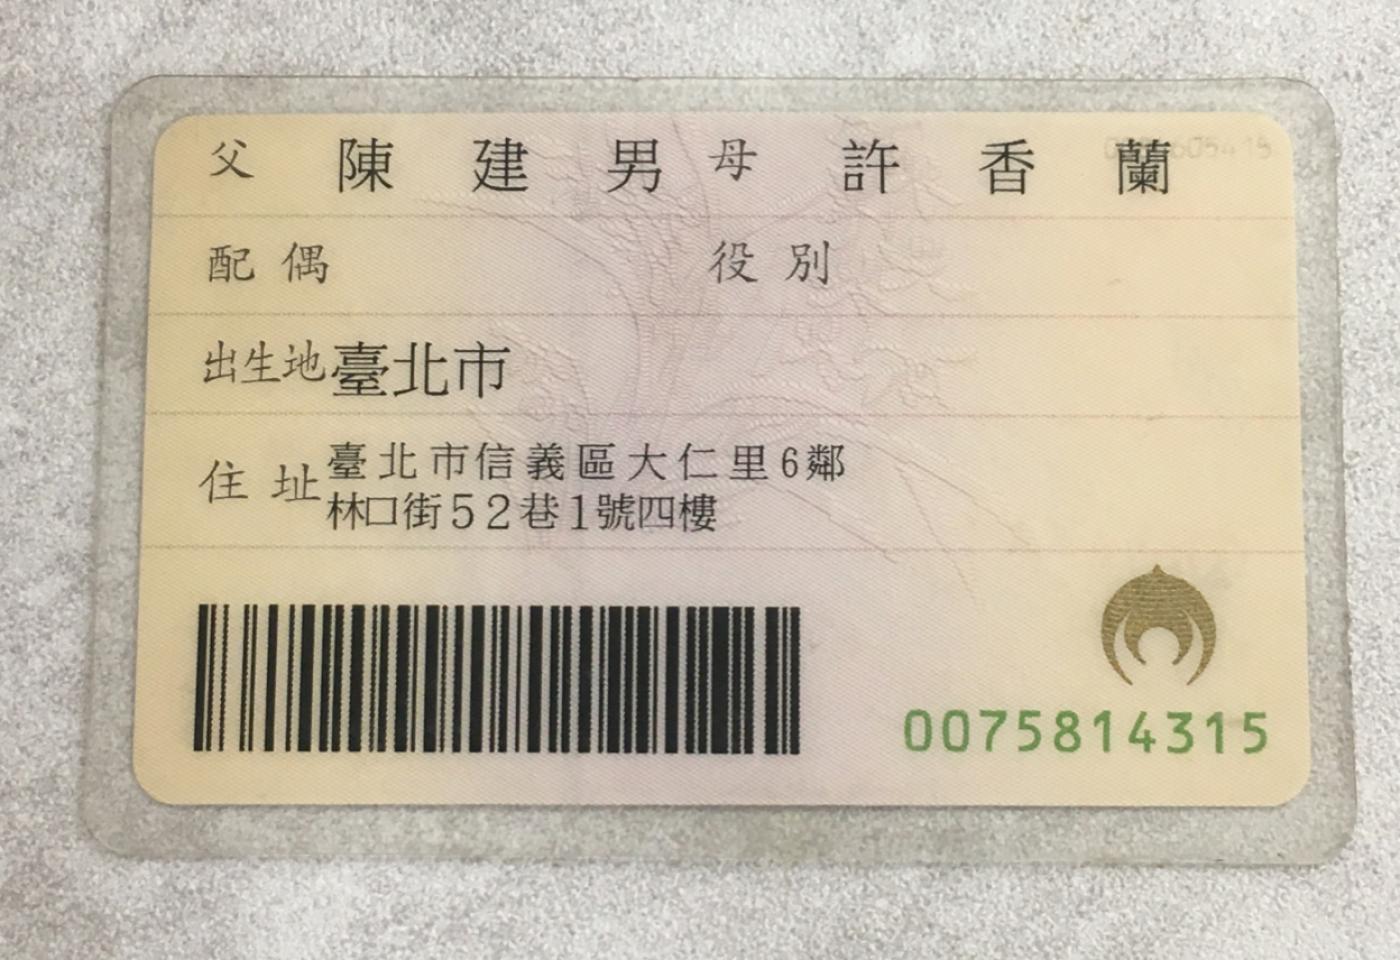 父 陳建男 母 許香蘭
配偶 役別
出生地 臺北市
住址 臺北市信義區大仁里6鄰
林口街52巷1號四樓
0075814315